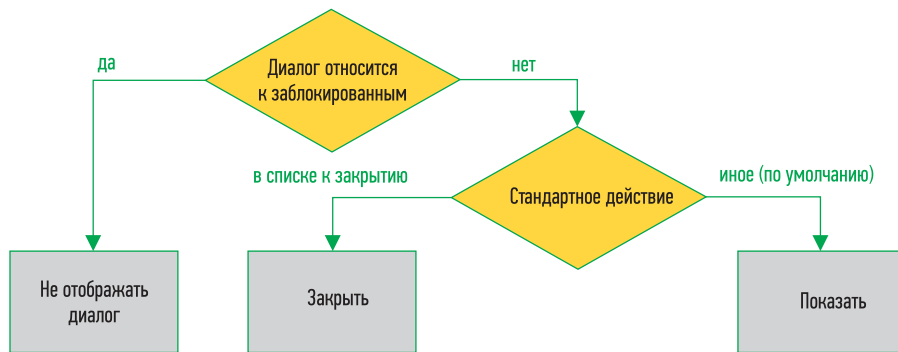 Диалог относится
к заблокированным
да
нет
в списке к закрытию
Стандартное действие
иное (по умолчанию)
Не отображать
диалог
Закрыть
Показать